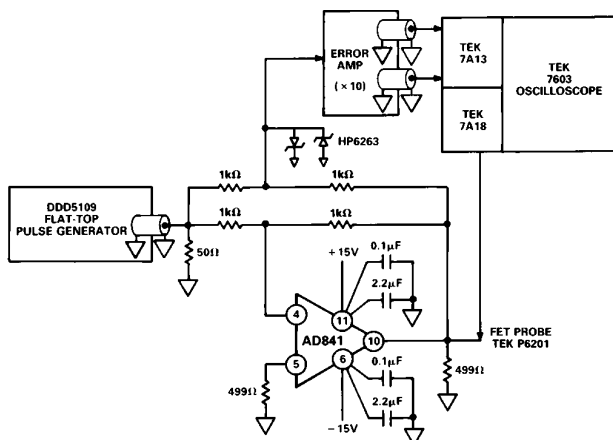 ERROR
AMP
(×10)
TEK
7A13
TEK
7603
OSCILLOSCOPE
TEK
7A18
HP6263
1kΩ
1kΩ
DDD5109
FLAT-TOP
PULSE GENERATOR
1kΩ
1kΩ
50Ω
+15V
0.1μF
2.2μF
4
11
AD841
10
5
6
499Ω
0.1μF
2.2μF
−15V
FET PROBE
TEK P6201
499Ω